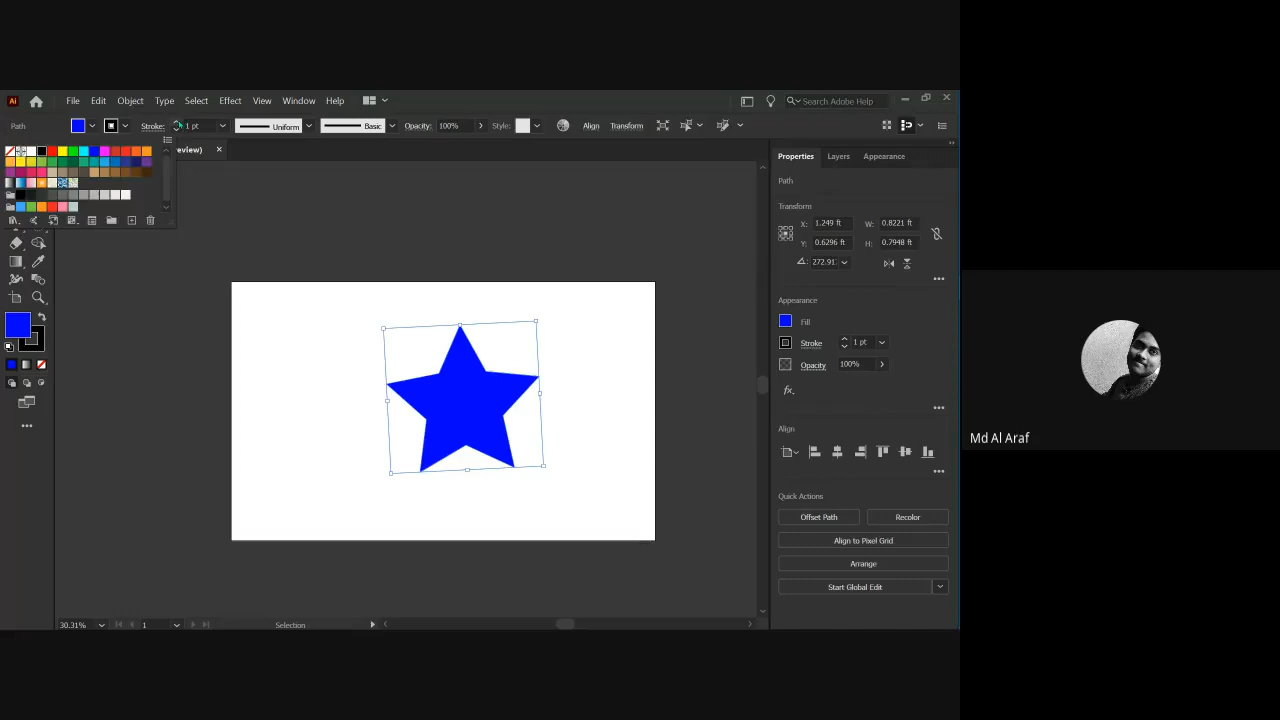 Ai File Edit Object Type Select Effect View Window Help Search Adobe Help
Path Stroke: 1 pt Uniform Basic Opacity: 100% Style: Align Transform
review)
Properties Layers Appearance
Path
Transform
X: 1.249 ft W: 0.8221 ft
Y: 0.6296 ft H: 0.7948 ft
272.91
Appearance
Fill
Stroke 1 pt
Opacity 100%
fx.
Align
Quick Actions
Offset Path Recolor
Align to Pixel Grid
Arrange
Start Global Edit
30.31% 1 Selection
Md Al Araf